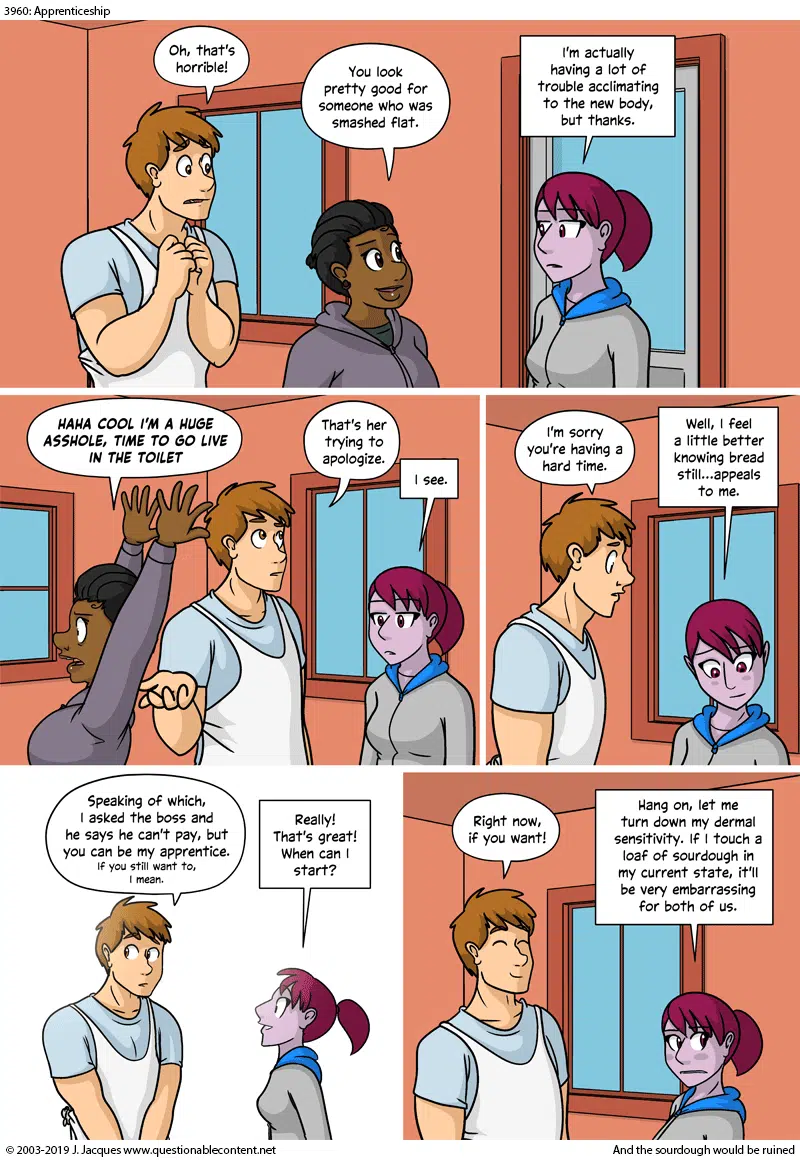 3960: Apprenticeship
Oh, that's
horrible!
You look
pretty good for
someone who was
smashed flat.
I'm actually
having a lot of
trouble acclimating
to the new body,
but thanks.
HAHA COOL I'M A HUGE
ASSHOLE, TIME TO GO LIVE
IN THE TOILET
That's her
trying to
apologize.
I see.
I'm sorry
you're having a
hard time.
Well, I feel
a little better
knowing bread
still...appeals
to me.
Speaking of which,
I asked the boss and
he says he can't pay, but
you can be my apprentice.
If you still want to,
I mean.
Really!
That's great!
When can I
start?
Right now,
if you want!
Hang on, let me
turn down my dermal
sensitivity. If I touch a
loaf of sourdough in
my current state, it'll
be very embarrassing
for both of us.
© 2003-2019 J. Jacques www.questionablecontent.net
And the sourdough would be ruined